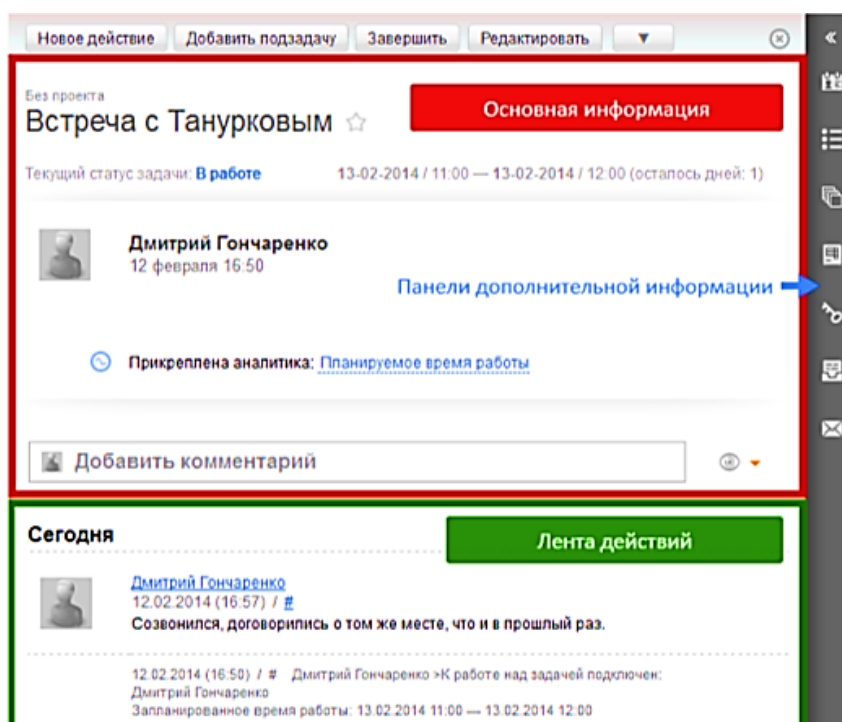 Новое действие Добавить подзадачу Завершить Редактировать
Без проекта
Встреча с Танурковым
Основная информация
Текущий статус задачи: В работе 13-02-2014 / 11:00 — 13-02-2014 / 12:00 (осталось дней: 1)
Дмитрий Гончаренко
12 февраля 16:50
Панели дополнительной информации
Прикреплена аналитика: Планируемое время работы
Добавить комментарий
Сегодня
Лента действий
Дмитрий Гончаренко
12.02.2014 (16:57) / #
Созвонился, договорились о том же месте, что и в прошлый раз.
12.02.2014 (16:50) / # Дмитрий Гончаренко >К работе над задачей подключен:
Дмитрий Гончаренко
Запланированное время работы: 13.02.2014 11:00 — 13.02.2014 12:00